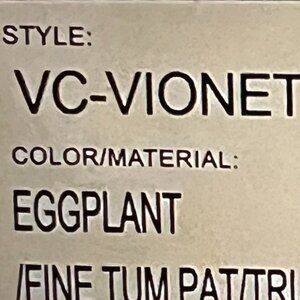 STYLE:
VC-VIONET
COLOR/MATERIAL:
EGGPLANT
/FINE TUM PAT/TRI